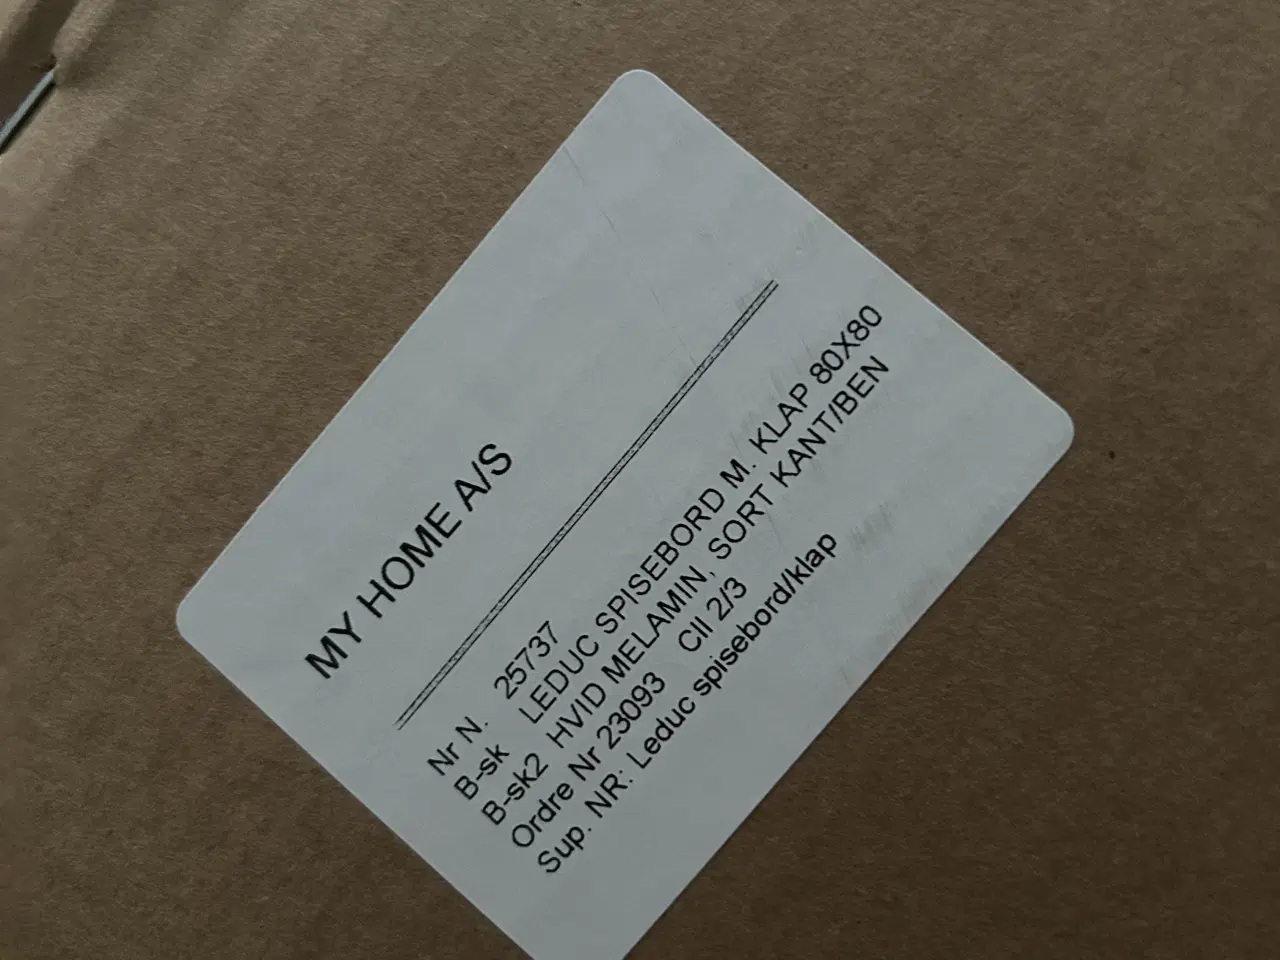 MY HOME A/S
Nr N. 25737
B-sk LEDUC SPISEBORD M. KLAP 80X80
B-sk2 HVID MELAMIN, SORT KANT/BEN
Ordre Nr 23093 Cll 2/3
Sup. NR: Leduc spisebord/klap